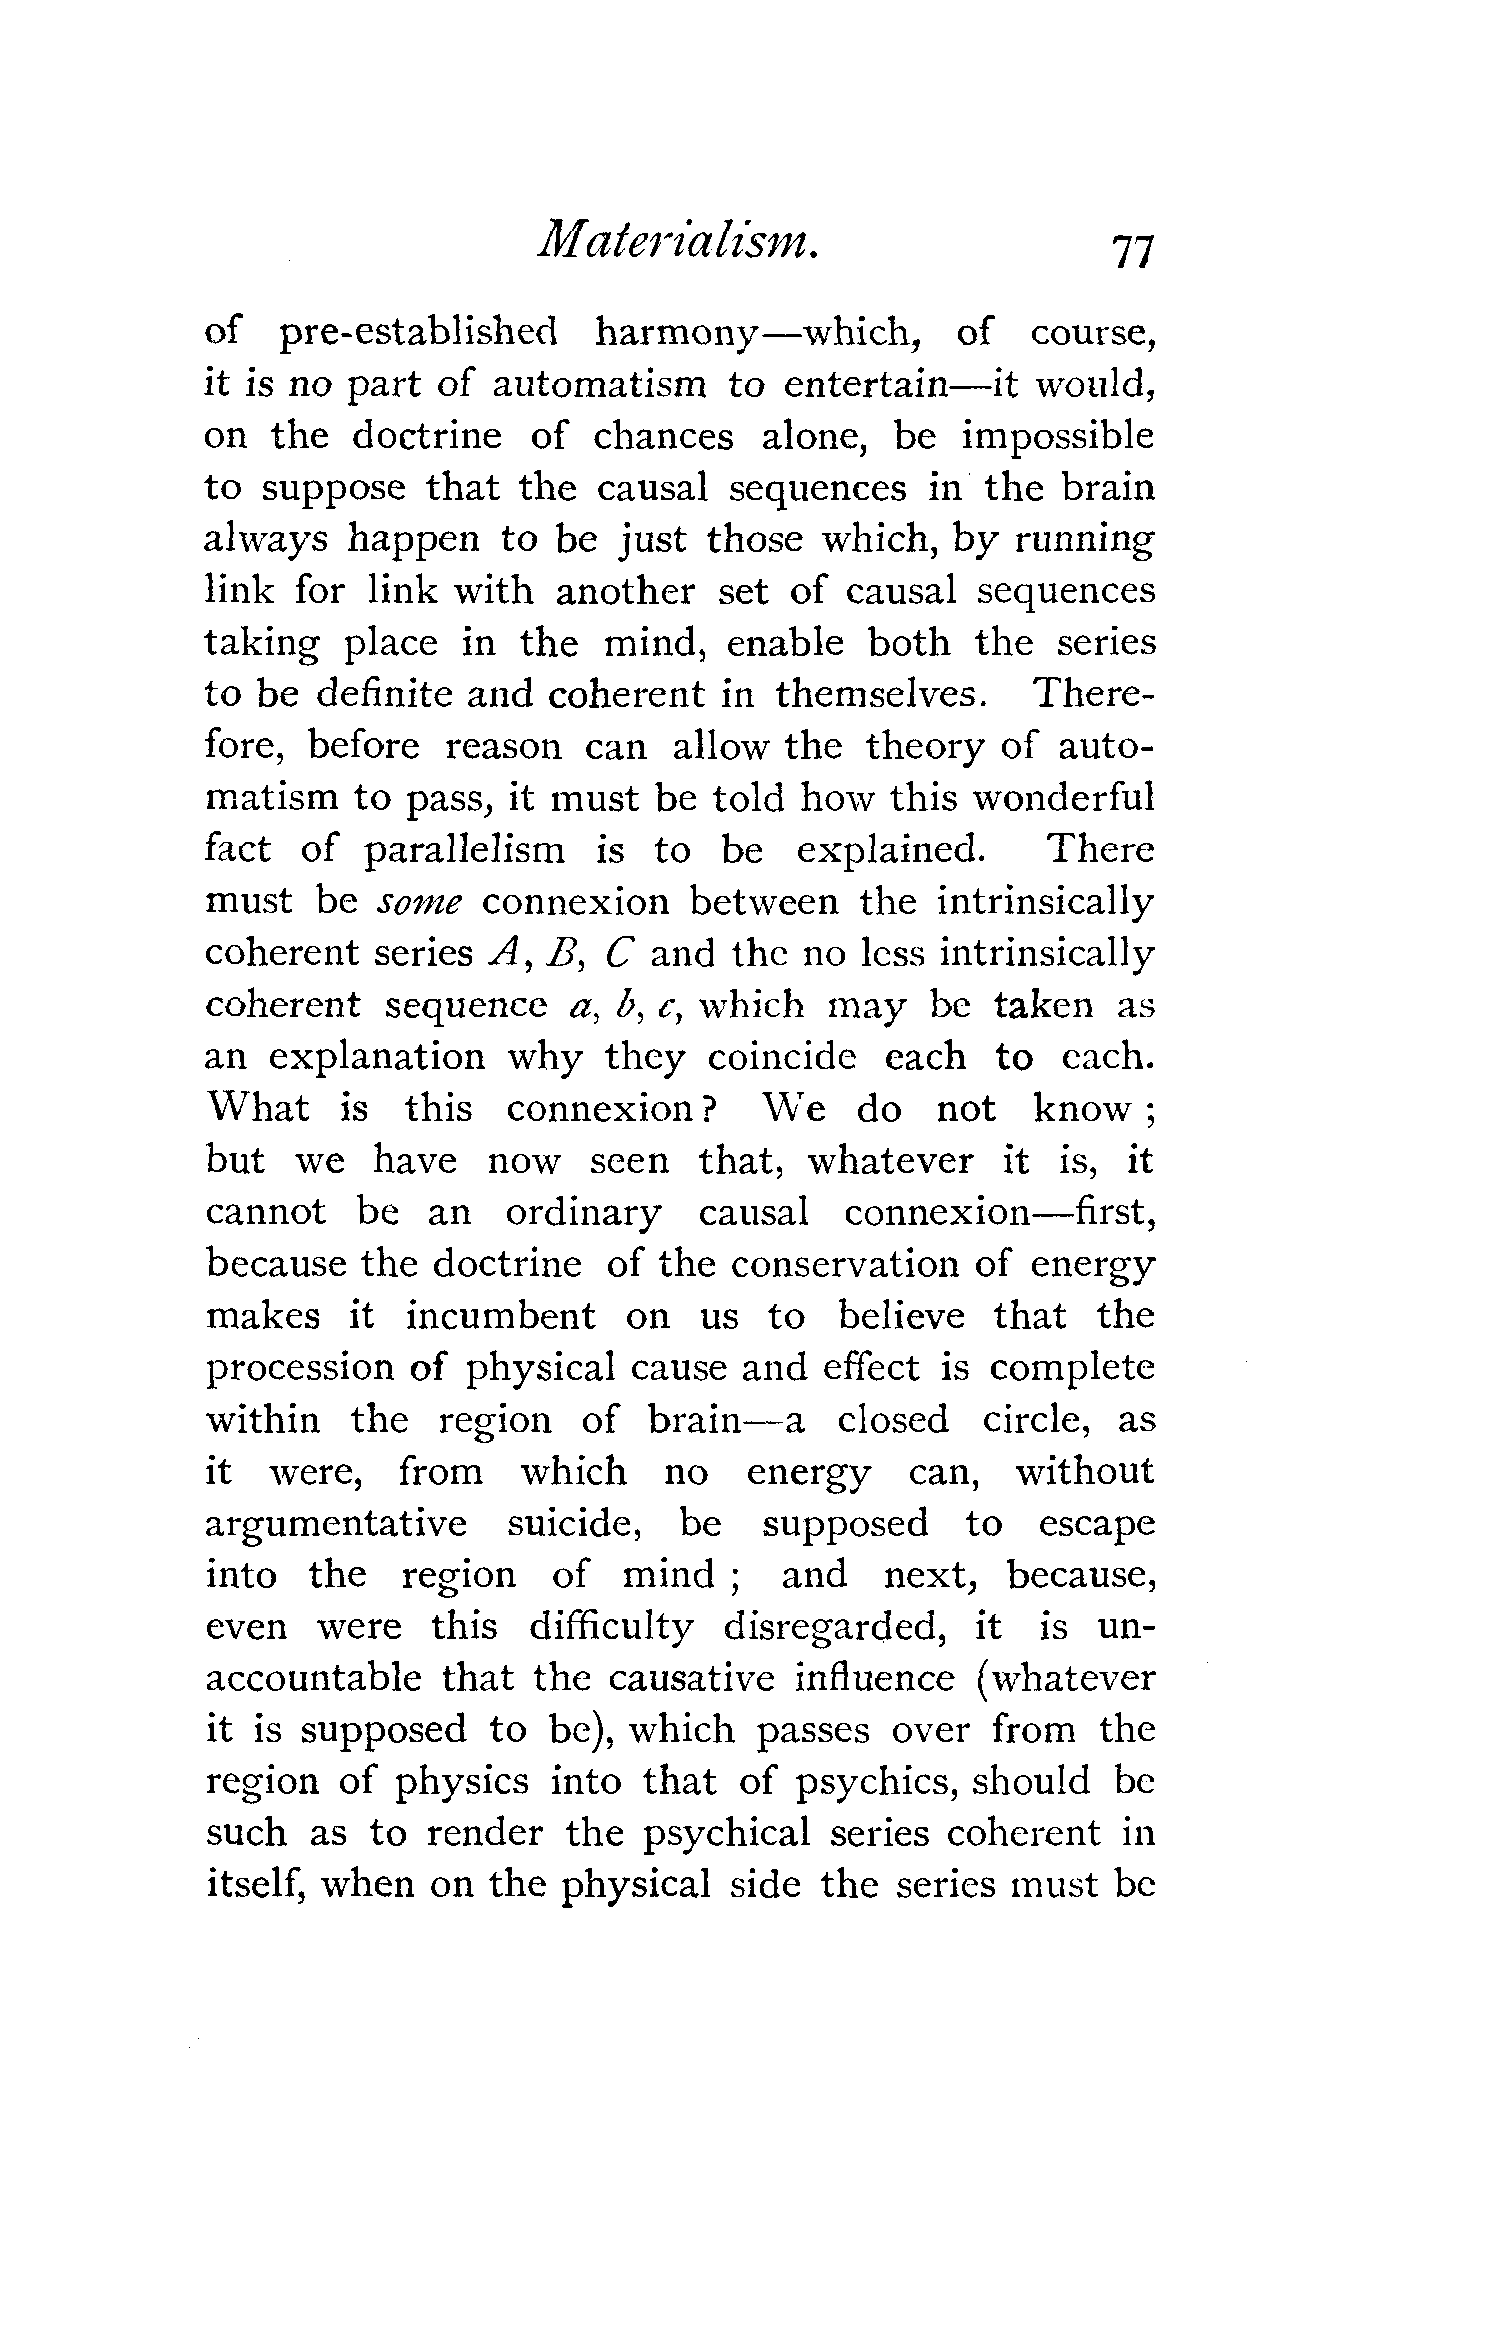 Materialism. 77
of pre-established harmony—which, of course,
it is no part of automatism to entertain—it would,
on the doctrine of chances alone, be impossible
to suppose that the causal sequences in the brain
always happen to be just those which, by running
link for link with another set of causal sequences
taking place in the mind, enable both the series
to be definite and coherent in themselves. There-
fore, before reason can allow the theory of auto-
matism to pass, it must be told how this wonderful
fact of parallelism is to be explained. There
must be some connexion between the intrinsically
coherent series A, B, C and the no less intrinsically
coherent sequence a, b, c, which may be taken as
an explanation why they coincide each to each.
What is this connexion? We do not know ;
but we have now seen that, whatever it is, it
cannot be an ordinary causal connexion—first,
because the doctrine of the conservation of energy
makes it incumbent on us to believe that the
procession of physical cause and effect is complete
within the region of brain—a closed circle, as
it were, from which no energy can, without
argumentative suicide, be supposed to escape
into the region of mind ; and next, because,
even were this difficulty disregarded, it is un-
accountable that the causative influence (whatever
it is supposed to be), which passes over from the
region of physics into that of psychics, should be
such as to render the psychical series coherent in
itself, when on the physical side the series must be